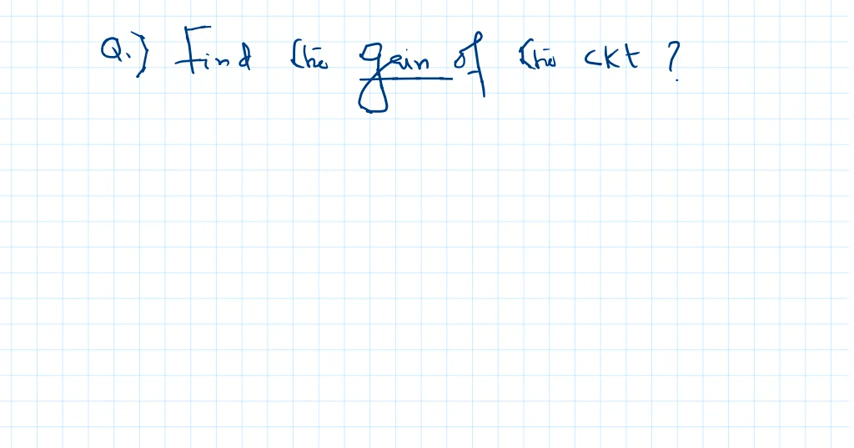 Q.) Find the gain of the ckt ?